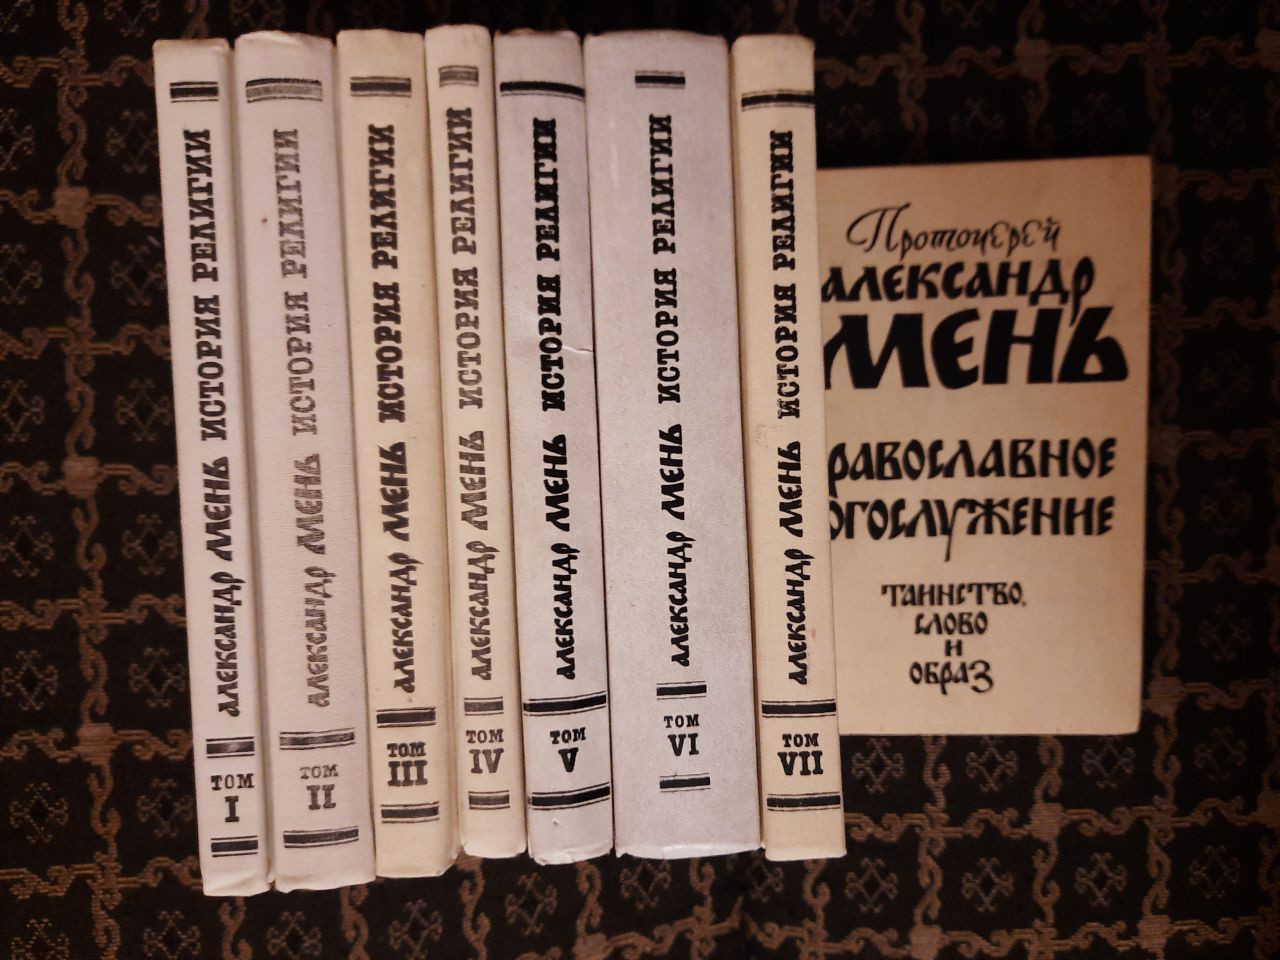 АЛЕКСАНДР МЕНЬ ИСТОРИЯ РЕЛИГИИ
ТОМ
I
АЛЕКСАНДР МЕНЬ ИСТОРИЯ РЕЛИГИИ
ТОМ
II
АЛЕКСАНДР МЕНЬ ИСТОРИЯ РЕЛИГИИ
ТОМ
III
АЛЕКСАНДР МЕНЬ ИСТОРИЯ РЕЛИГИИ
ТОМ
IV
АЛЕКСАНДР МЕНЬ ИСТОРИЯ РЕЛИГИИ
ТОМ
V
АЛЕКСАНДР МЕНЬ ИСТОРИЯ РЕЛИГИИ
ТОМ
VI
АЛЕКСАНДР МЕНЬ ИСТОРИЯ РЕЛИГИИ
ТОМ
VII
Протоиерей
АЛЕКСАНДР
МЕНЬ
РАВОСЛАВНОЕ
ОГОСЛУЖЕНИЕ
ТАИНСТВО,
СЛОВО
И
ОБРАЗ